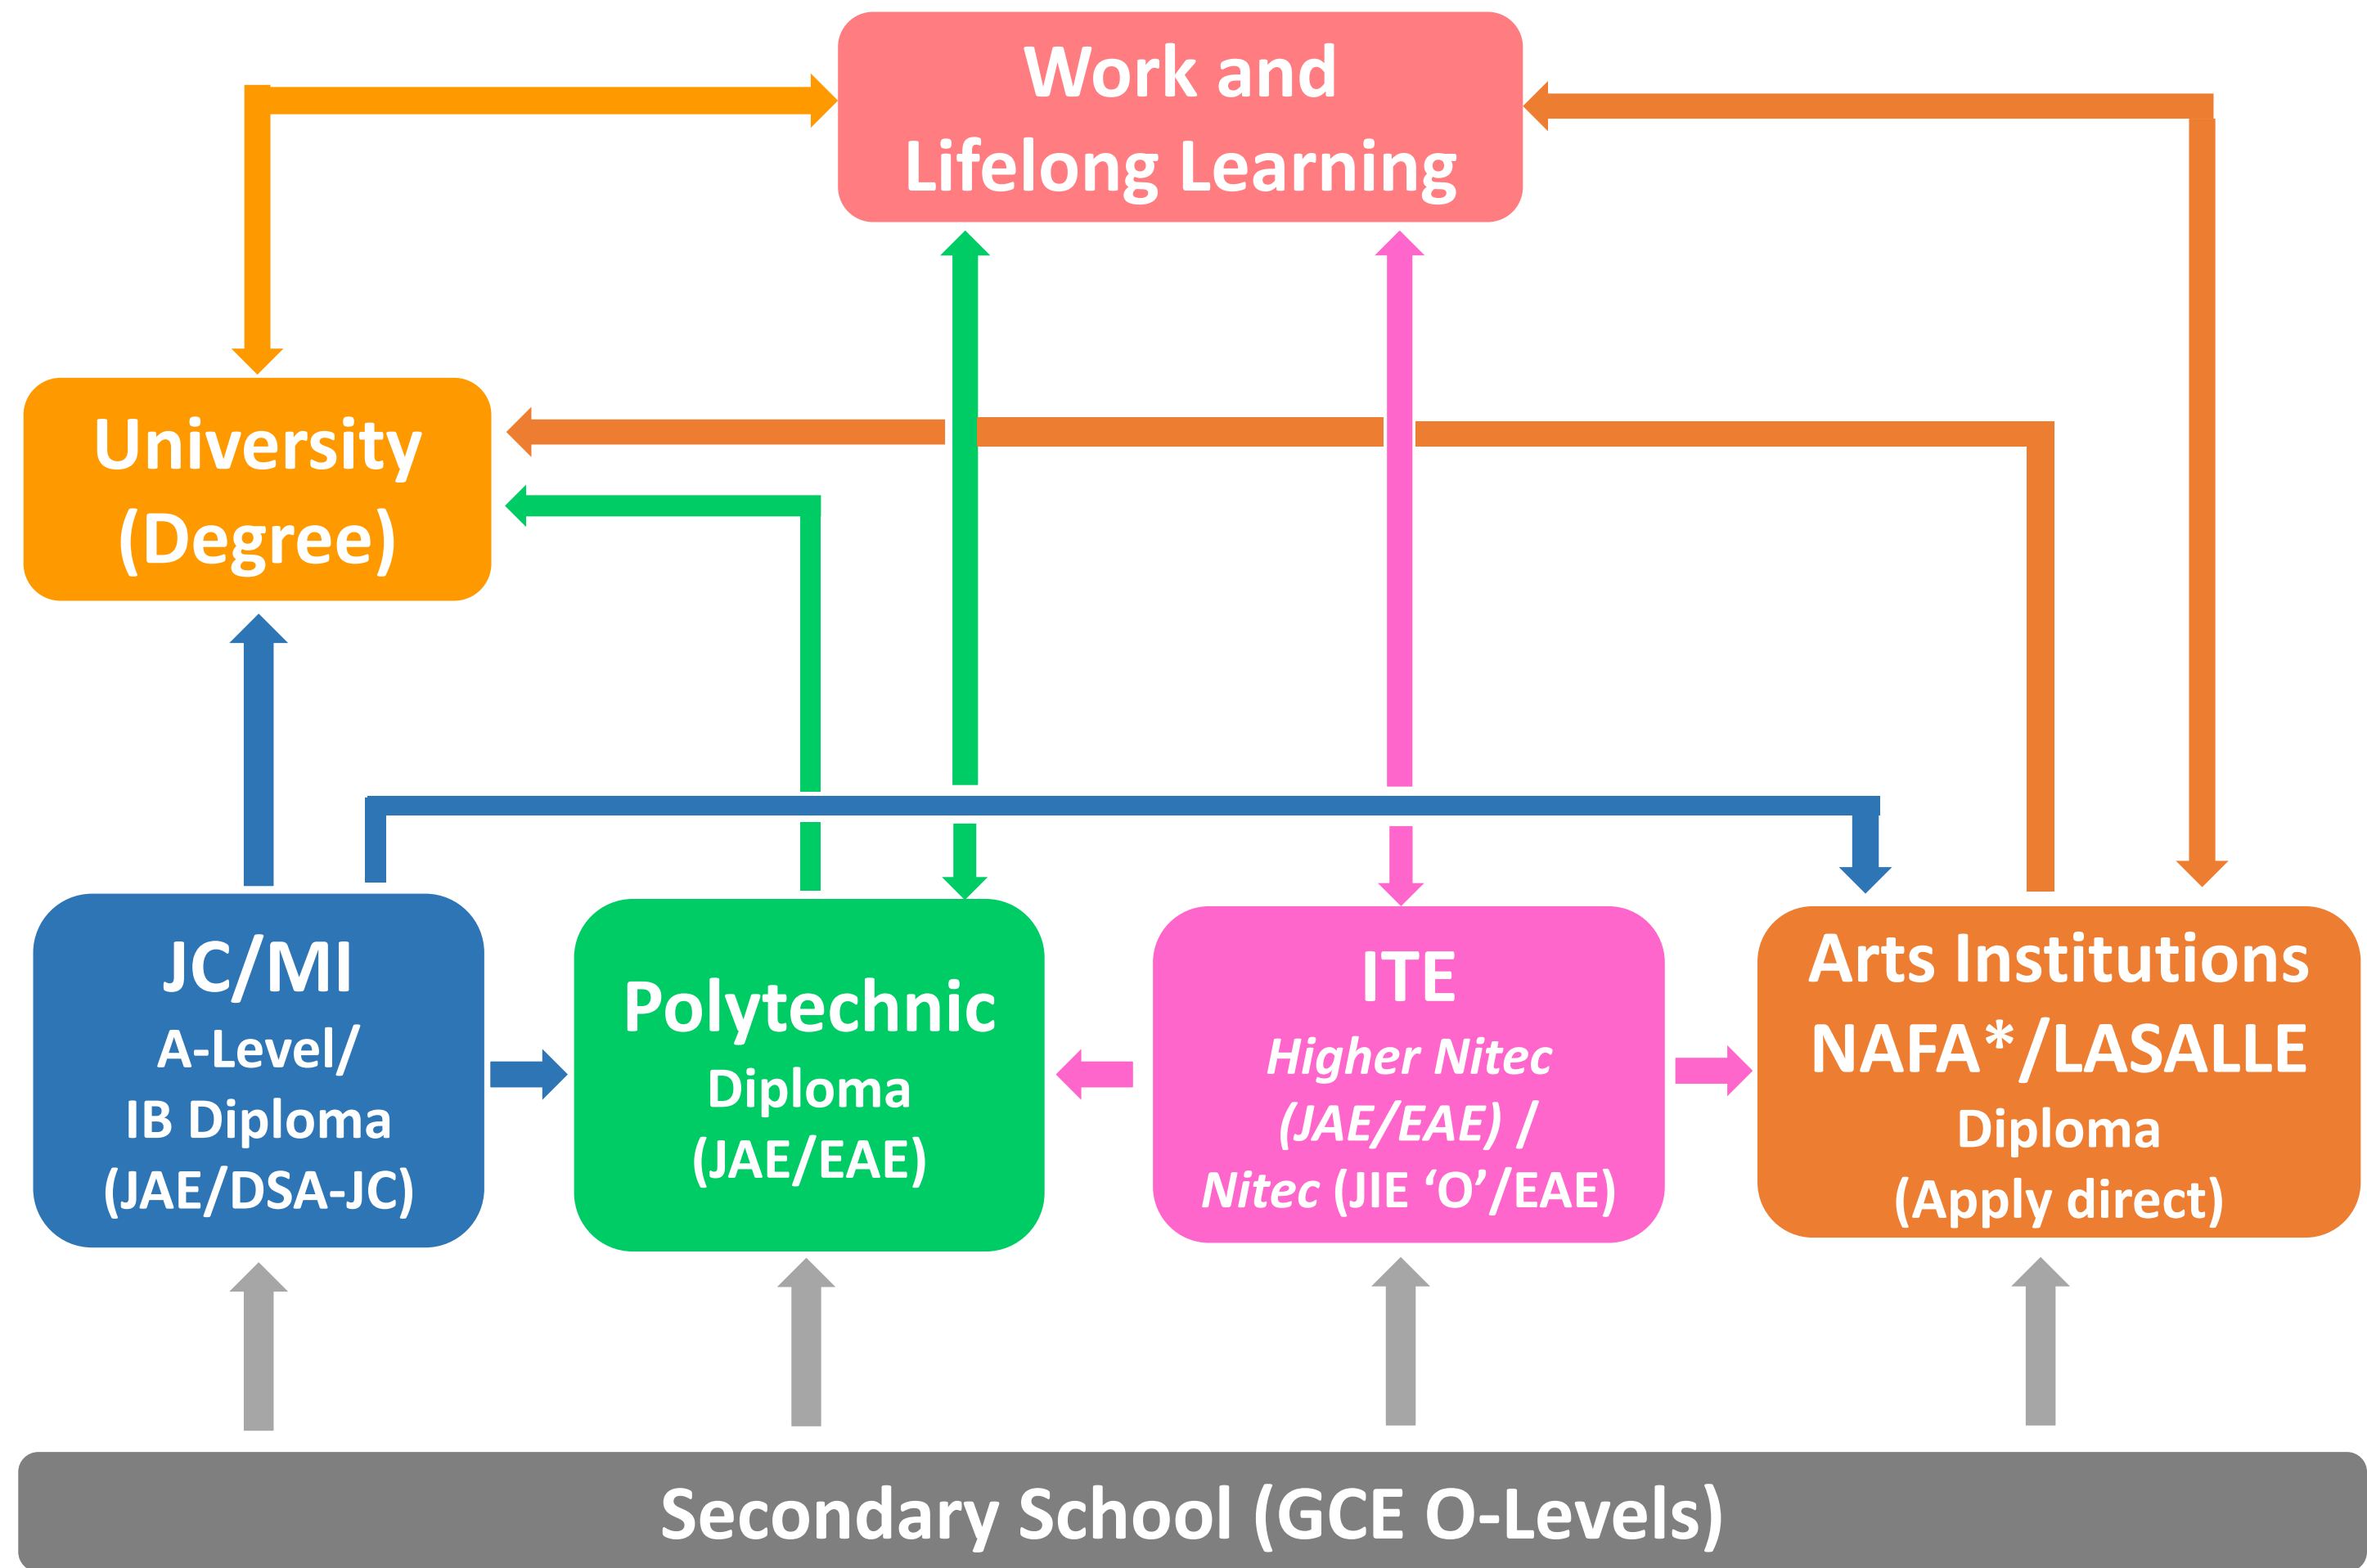 Work and
Lifelong Learning
University
(Degree)
JC/MI
A-Level/
IB Diploma
(JAE/DSA-JC)
Polytechnic
Diploma
(JAE/EAE)
ITE
Higher Nitec
(JAE/EAE) /
Nitec (JIE ‘O’/EAE)
Arts Institutions
NAFA*/LASALLE
Diploma
(Apply direct)
Secondary School (GCE O-Levels)